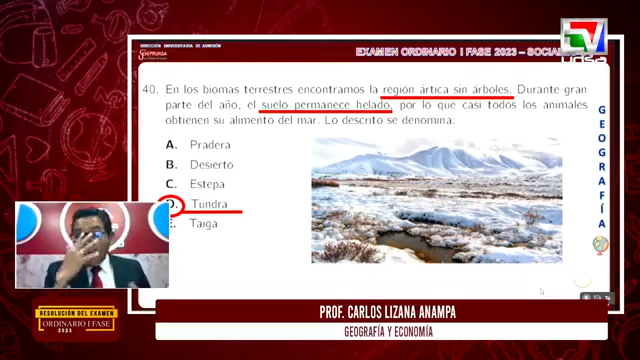 DIRECCIÓN UNIVERSITARIA DE ADMISIÓN
EXAMEN ORDINARIO I FASE 2023 – SOCIAL
TV
40. En los biomas terrestres encontramos la región ártica sin árboles. Durante gran
parte del año, el suelo permanece helado, por lo que casi todos los animales
obtienen su alimento del mar. Lo descrito se denomina:
A. Pradera
B. Desierto
C. Estepa
D. Tundra
E. Taiga
GEOGRAFÍA
RESOLUCIÓN DEL EXAMEN
ORDINARIO I FASE
2023
PROF. CARLOS LIZANA ANAMPA
GEOGRAFÍA Y ECONOMÍA